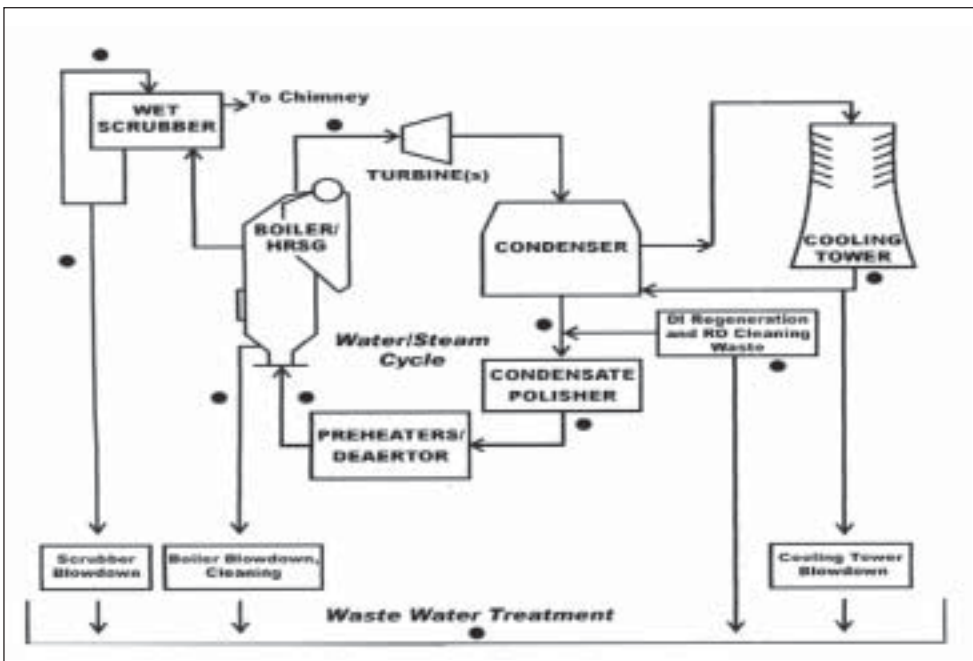 To Chimney
WET
SCRUBBER
TURBINE(s)
BOILER/
HRSG
CONDENSER
COOLING
TOWER
DI Regeneration
and RO Cleaning
Waste
Water/Steam
Cycle
CONDENSATE
POLISHER
PREHEATERS/
DEAERTOR
Scrubber
Blowdown
Boiler Blowdown,
Cleaning
Cooling Tower
Blowdown
Waste Water Treatment